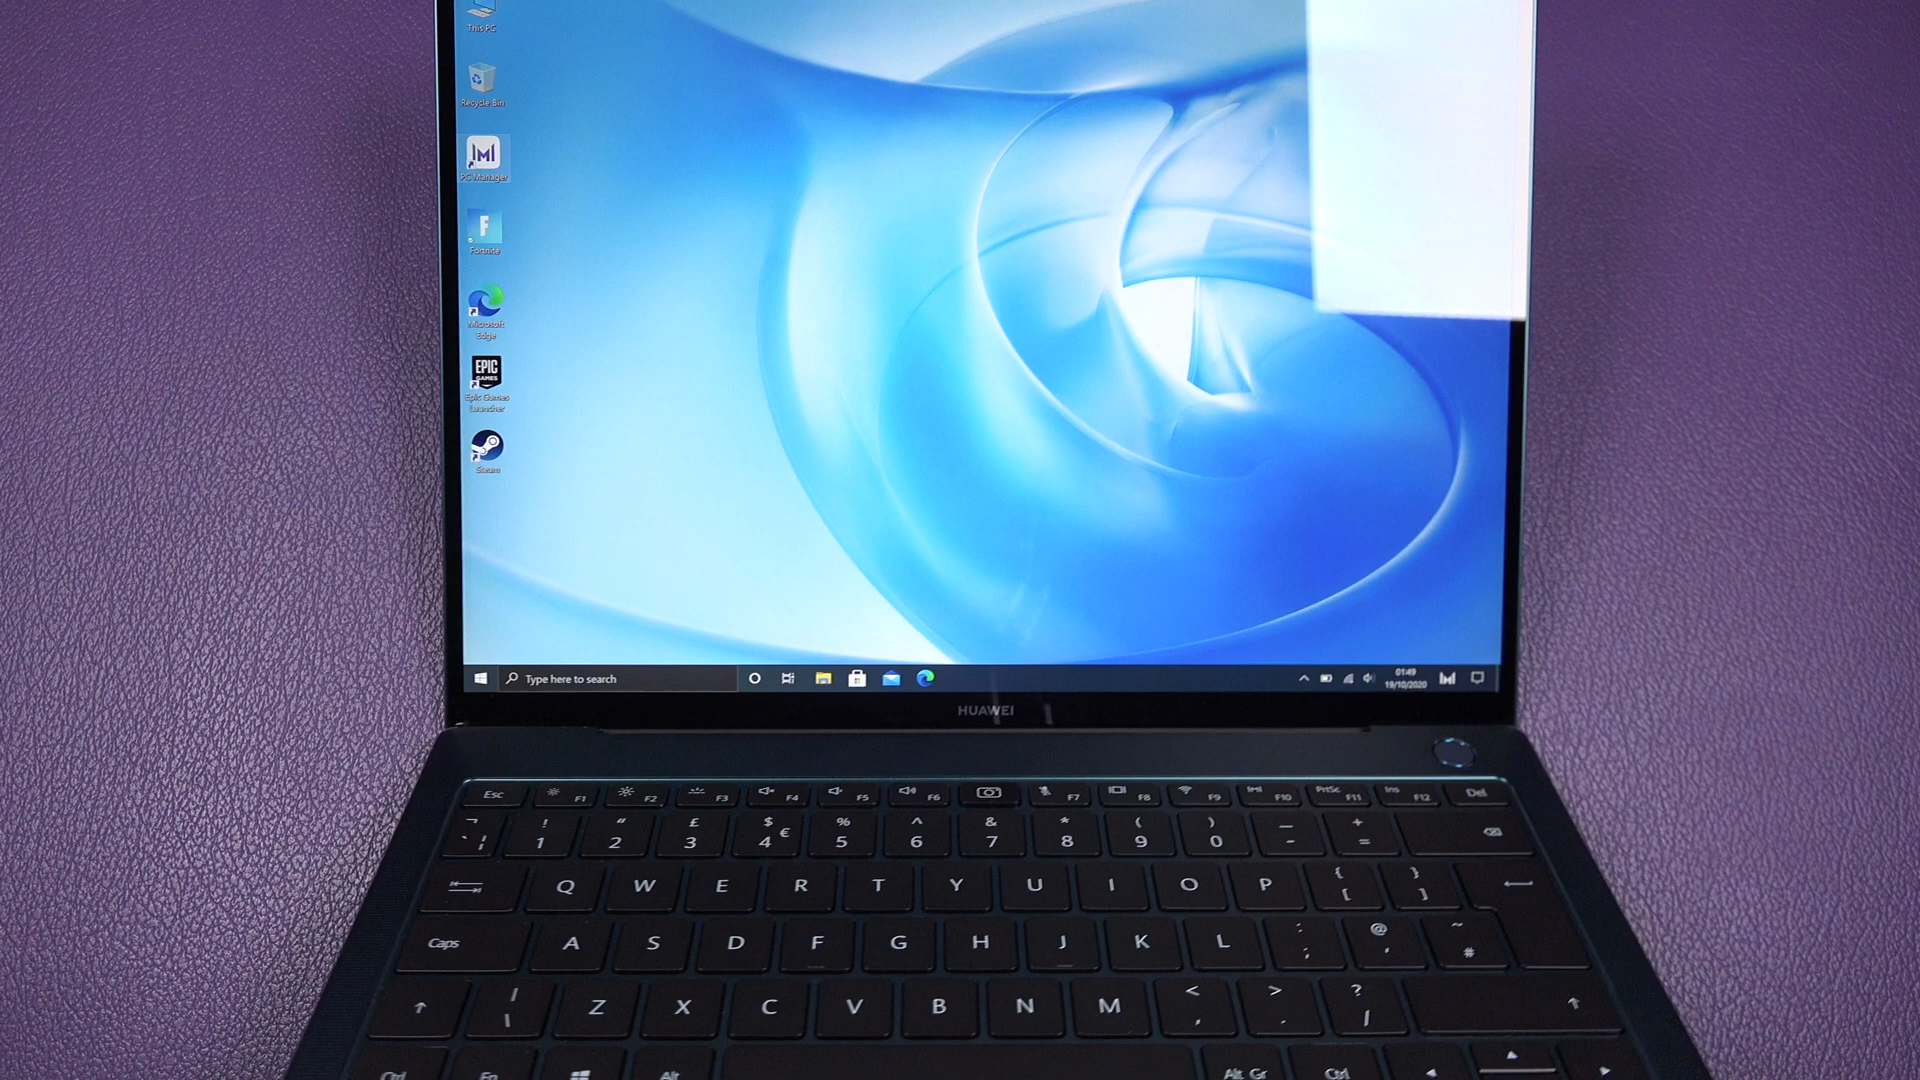 This PC
Recycle Bin
PC Manager
F
Fortnite
Microsoft
Edge
EPIC
GAMES
Epic Games
Launcher
Steam
Type here to search
01:49
19/10/2020
HUAWEI
Esc F1 F2 F3 F4 F5 F6 F7 F8 F9 F10 PrtSc F11 Ins F12 Del
¬ ! " £ $ € % ^ & * ( ) _ +
` ¦ 1 2 3 4 5 6 7 8 9 0 - =
Q W E R T Y U I O P { [ } ]
Caps A S D F G H J K L : ; @ ' ~ #
| \ Z X C V B N M < , > . ? /
Ctrl Fn Alt Alt Gr Ctrl